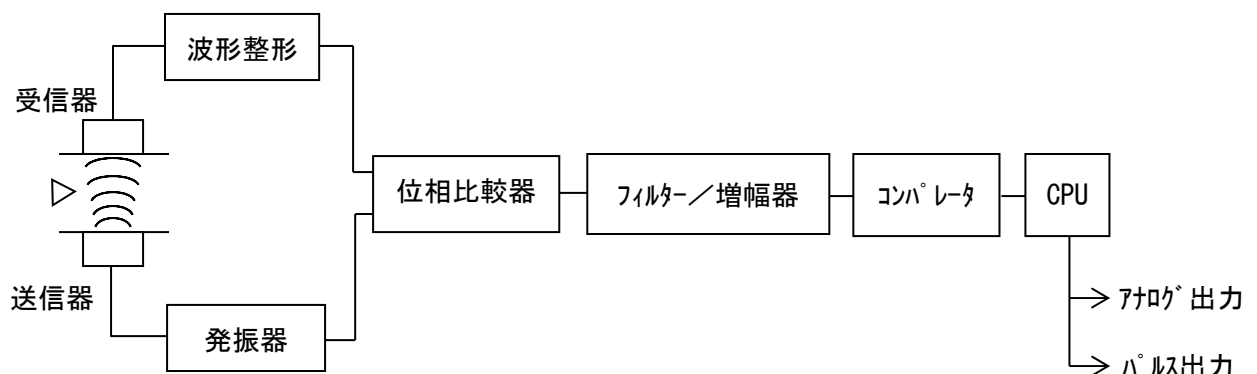 波形整形
受信器
位相比較器
フィルター／増幅器
コンパレータ
CPU
送信器
発振器
アナログ出力
パルス出力